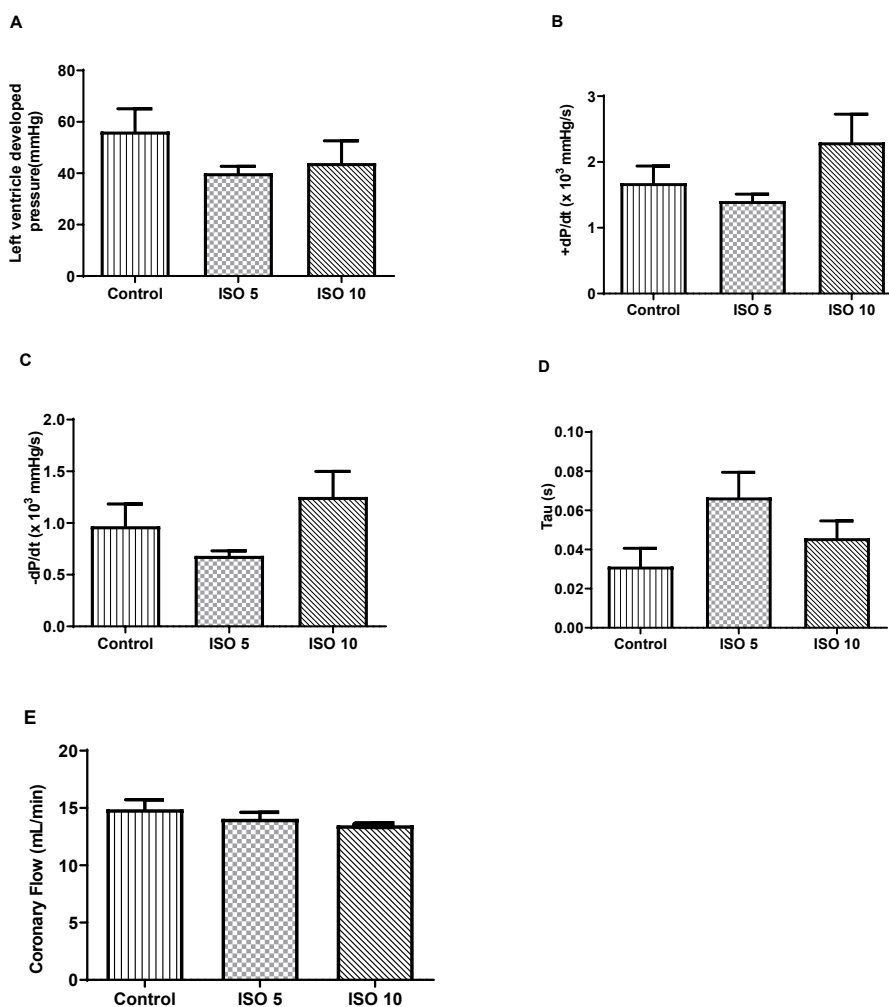 A
Left ventricle developed
pressure(mmHg)
80
60
40
20
0
Control
ISO 5
ISO 10
B
+dP/dt (x 10³ mmHg/s)
3
2
1
0
Control
ISO 5
ISO 10
C
-dP/dt (x 10³ mmHg/s)
2.0
1.5
1.0
0.5
0.0
Control
ISO 5
ISO 10
D
Tau (s)
0.10
0.08
0.06
0.04
0.02
0.00
Control
ISO 5
ISO 10
E
Coronary Flow (mL/min)
20
15
10
5
0
Control
ISO 5
ISO 10